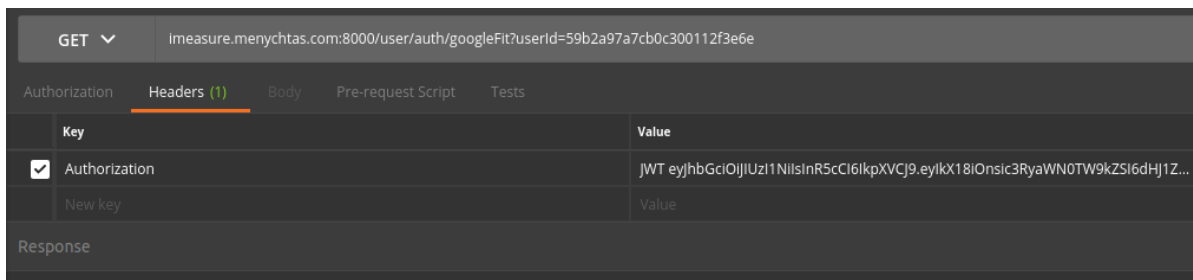 GET imeasure.menychtas.com:8000/user/auth/googleFit?userId=59b2a97a7cb0c300112f3e6e
Authorization Headers (1) Body Pre-request Script Tests
Key Value
Authorization JWT eyJhbGciOiJIUzI1NiIsInR5cCI6IkpXVCJ9.eyIkX18iOnsic3RyaWN0TW9kZSI6dHJ1Z...
New key Value
Response